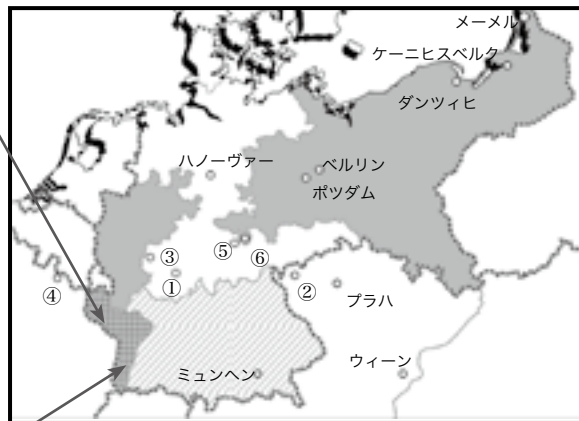 メーメル
ケーニヒスベルク
ダンツィヒ
ハノーヴァー
ベルリン
ポツダム
③
⑤
⑥
①
④
②
プラハ
ミュンヘン
ウィーン